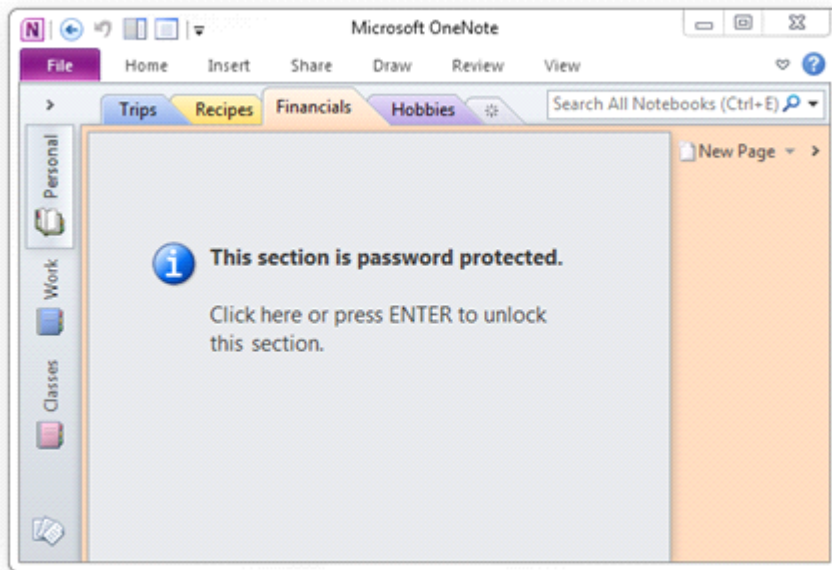 Microsoft OneNote
File Home Insert Share Draw Review View
Trips Recipes Financials Hobbies Search All Notebooks (Ctrl+E)
New Page
Personal
Work
Classes
This section is password protected.
Click here or press ENTER to unlock
this section.